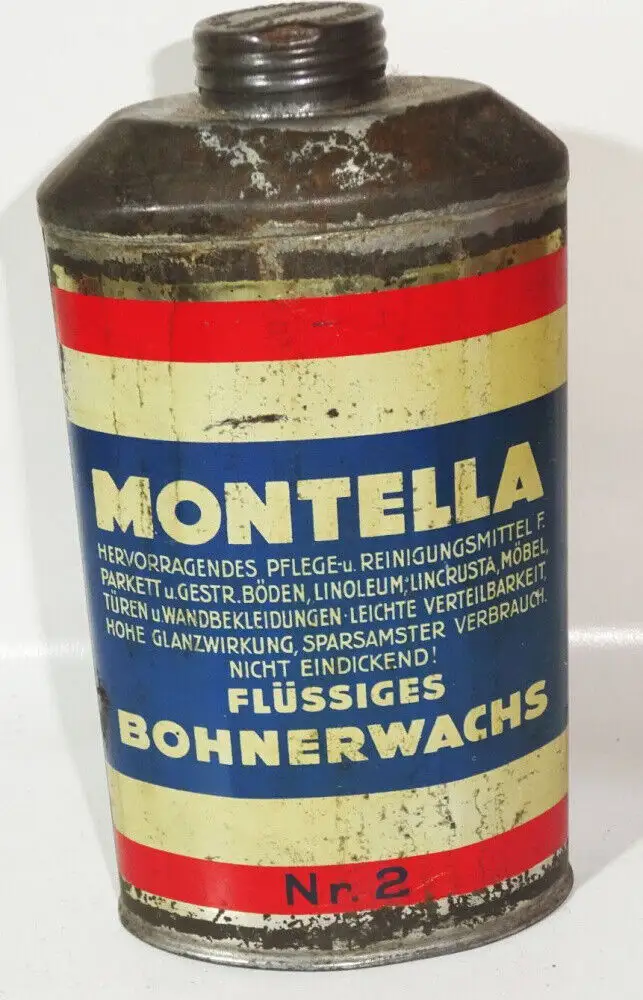 MONTELLA
HERVORRAGENDES PFLEGE-u. REINIGUNGSMITTEL F.
PARKETT u. GESTR. BÖDEN, LINOLEUM, LINCRUSTA, MÖBEL,
TÜREN u. WANDBEKLEIDUNGEN · LEICHTE VERTEILBARKEIT,
HOHE GLANZWIRKUNG, SPARSAMSTER VERBRAUCH.
NICHT EINDICKEND!
FLÜSSIGES
BOHNERWACHS
Nr. 2